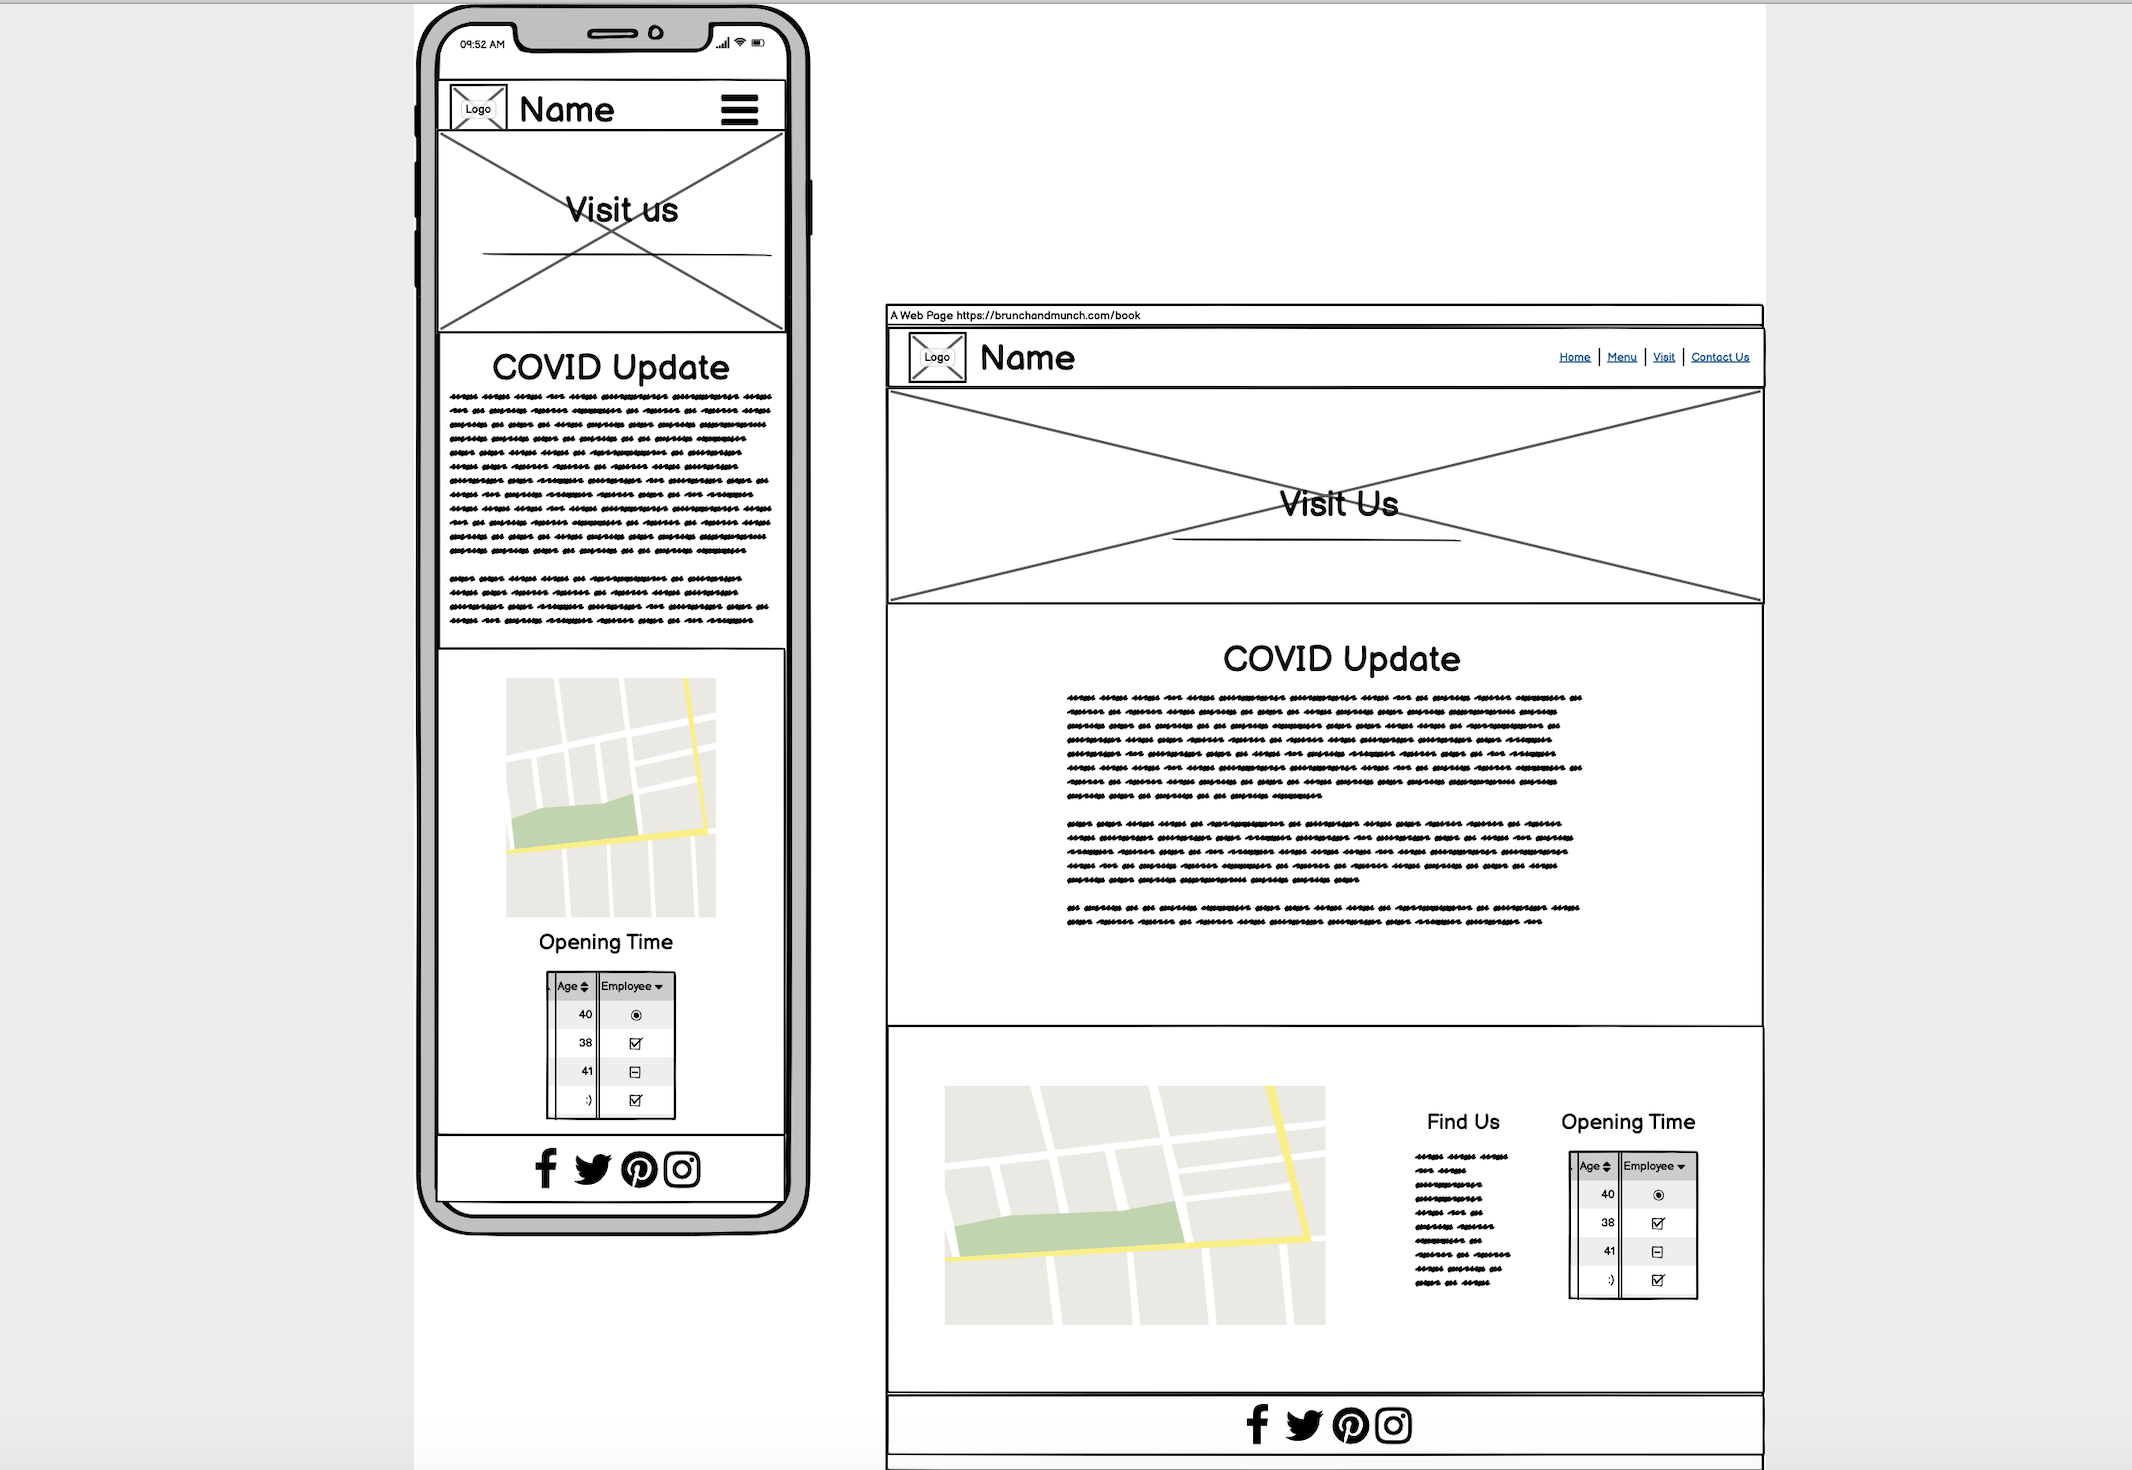 09:52 AM
Logo
Name
Visit us
COVID Update
Opening Time
Age Employee
40
38
41
:)
A Web Page https://brunchandmunch.com/book
Logo
Name
Home | Menu | Visit | Contact Us
Visit Us
COVID Update
Find Us
Opening Time
Age Employee
40
38
41
:)